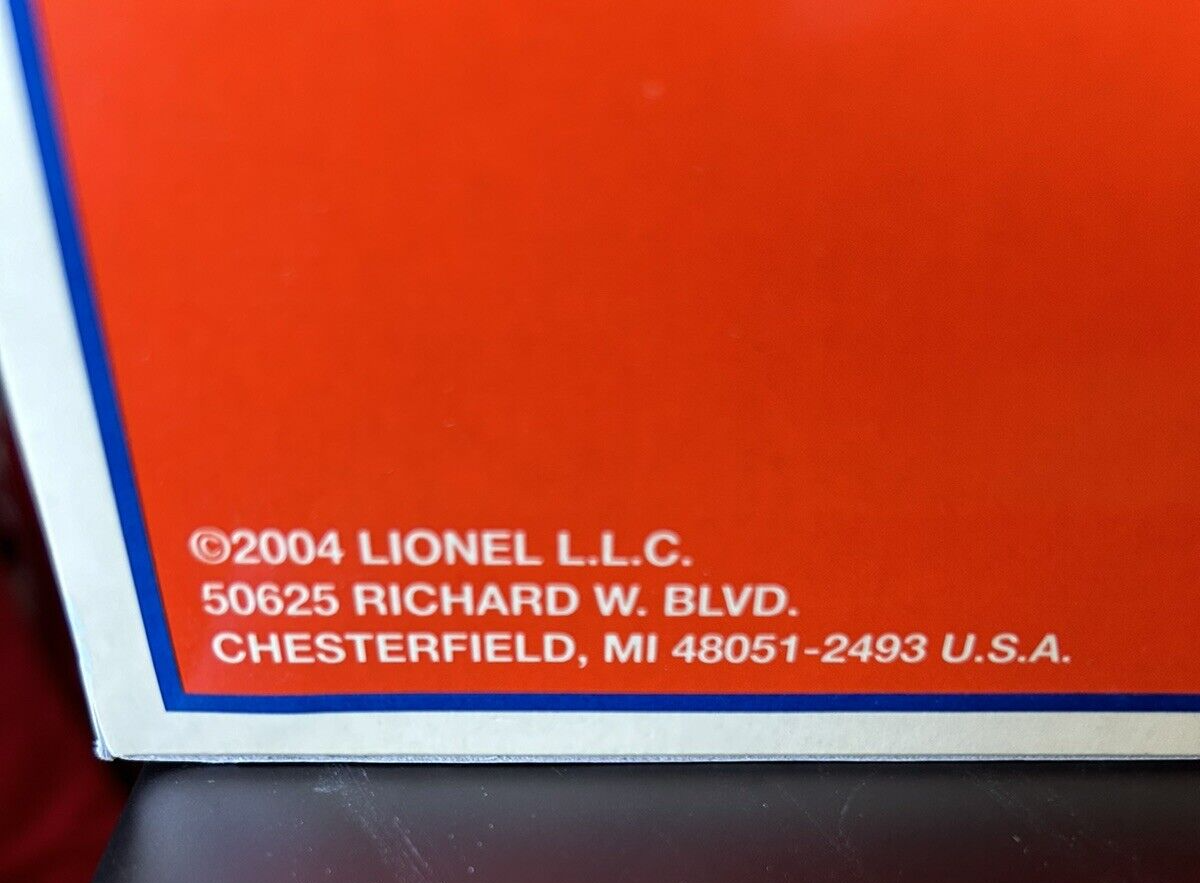 ©2004 LIONEL L.L.C.
50625 RICHARD W. BLVD.
CHESTERFIELD, MI 48051-2493 U.S.A.